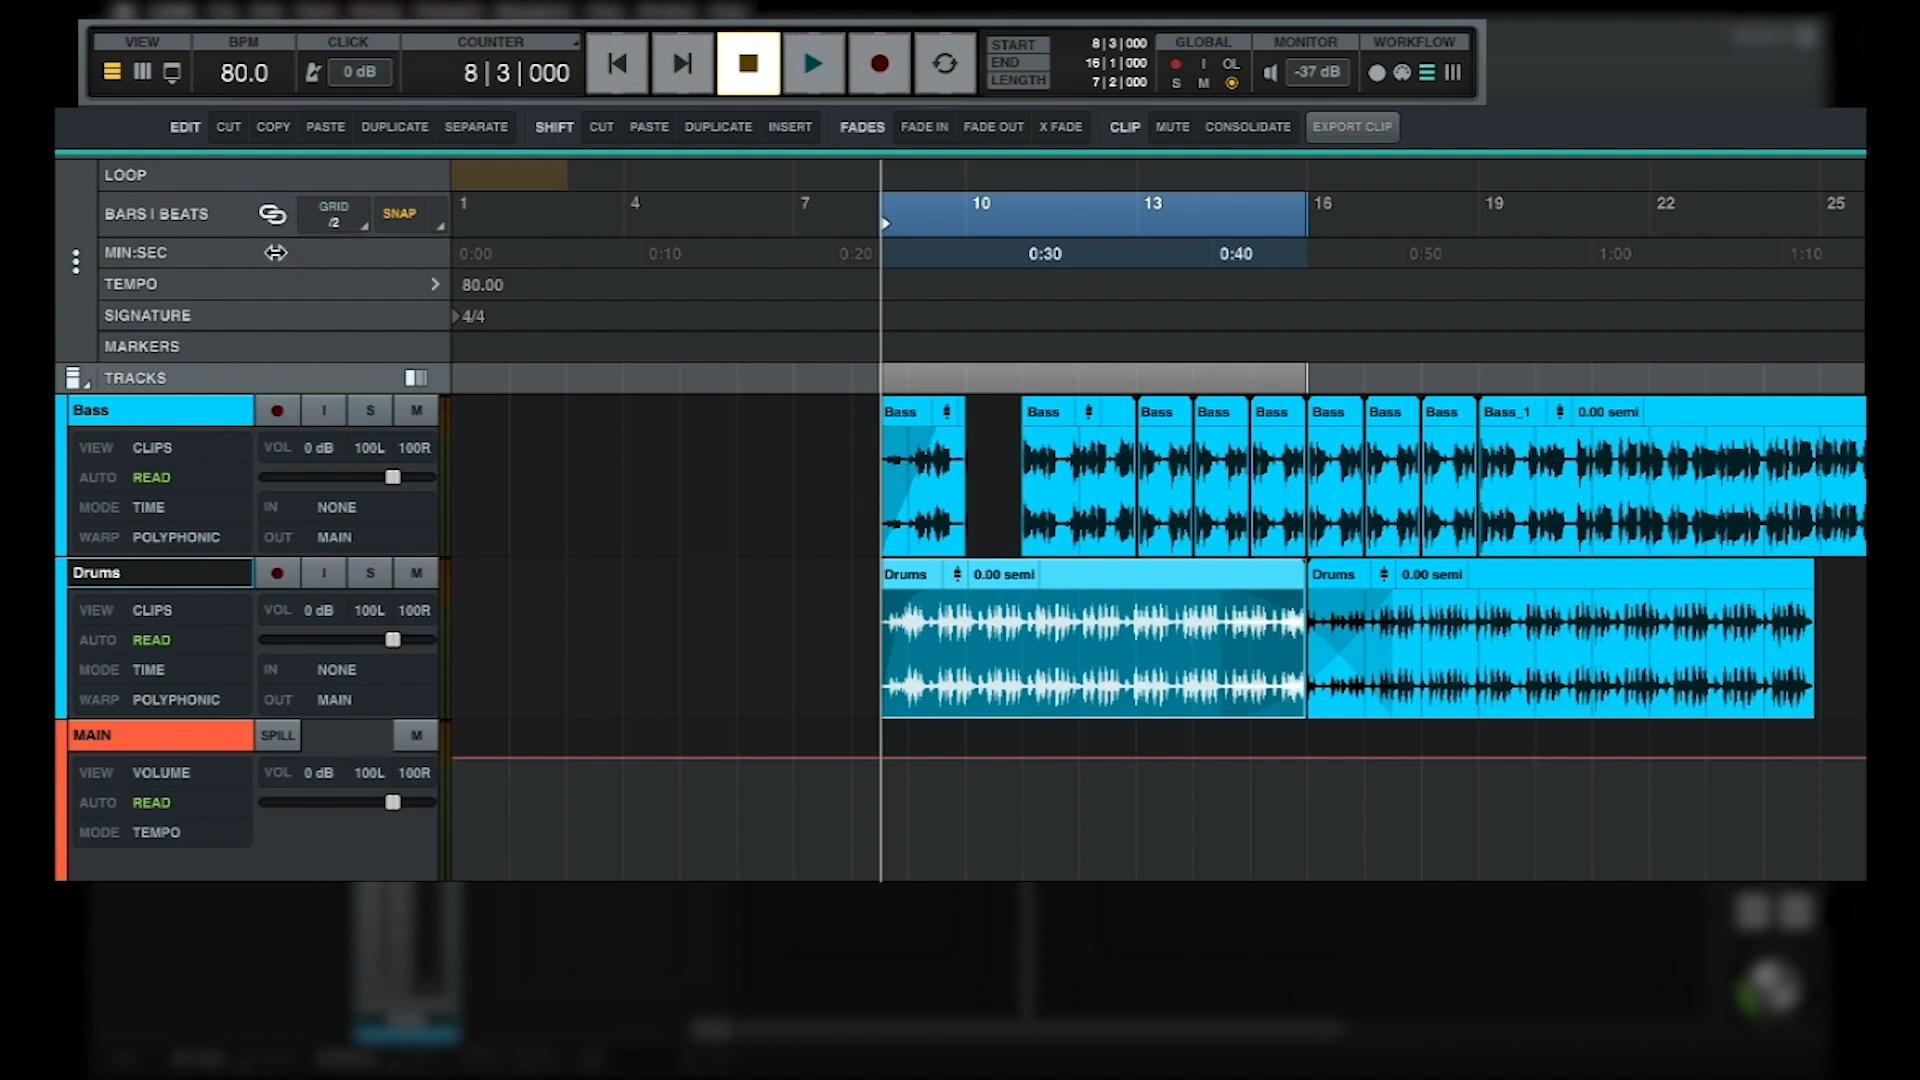 VIEW BPM CLICK COUNTER START 8|3|000 GLOBAL MONITOR WORKFLOW
80.0 0 dB 8|3|000 END 16|1|000 I OL -37 dB
LENGTH 7|2|000 S M
EDIT CUT COPY PASTE DUPLICATE SEPARATE SHIFT CUT PASTE DUPLICATE INSERT FADES FADE IN FADE OUT X FADE CLIP MUTE CONSOLIDATE EXPORT CLIP
LOOP
BARS | BEATS GRID /2 SNAP 1 4 7 10 13 16 19 22 25
MIN:SEC 0:00 0:10 0:20 0:30 0:40 0:50 1:00 1:10
TEMPO 80.00
SIGNATURE 4/4
MARKERS
TRACKS
Bass I S M Bass Bass Bass Bass Bass Bass Bass Bass Bass_1 0.00 semi
VIEW CLIPS VOL 0 dB 100L 100R
AUTO READ
MODE TIME IN NONE
WARP POLYPHONIC OUT MAIN
Drums I S M Drums 0.00 semi Drums 0.00 semi
VIEW CLIPS VOL 0 dB 100L 100R
AUTO READ
MODE TIME IN NONE
WARP POLYPHONIC OUT MAIN
MAIN SPILL M
VIEW VOLUME VOL 0 dB 100L 100R
AUTO READ
MODE TEMPO